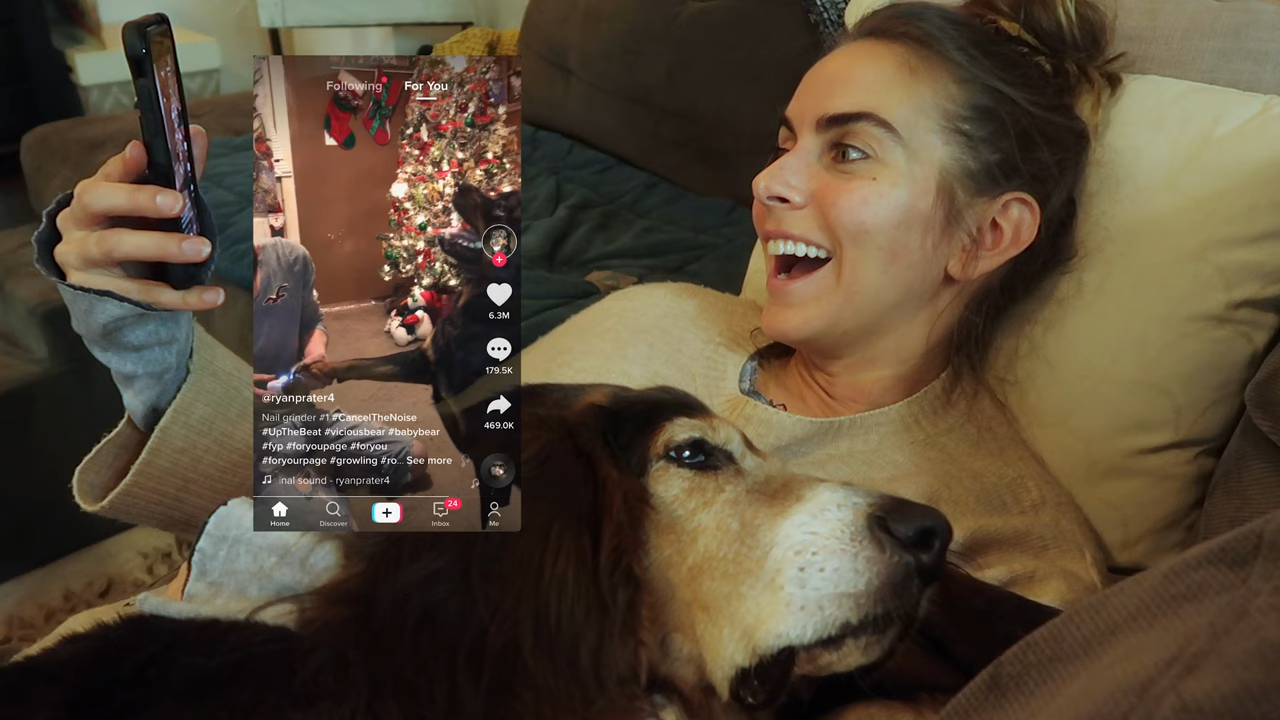 Following For You
6.3M
179.5K
469.0K
@ryanprater4
Nail grinder #1 #CancelTheNoise
#UpTheBeat #viciousbear #babybear
#fyp #foryoupage #foryou
#foryourpage #growling #ro... See more
inal sound - ryanprater4
24
Home Discover Inbox Me